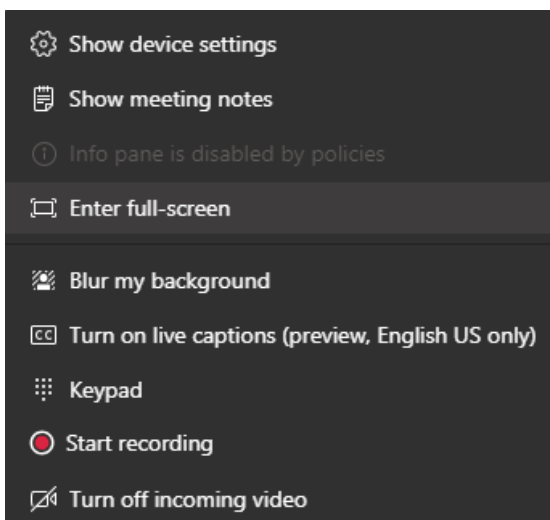 Show device settings
Show meeting notes
Info pane is disabled by policies
Enter full-screen
Blur my background
CC Turn on live captions (preview, English US only)
Keypad
Start recording
Turn off incoming video